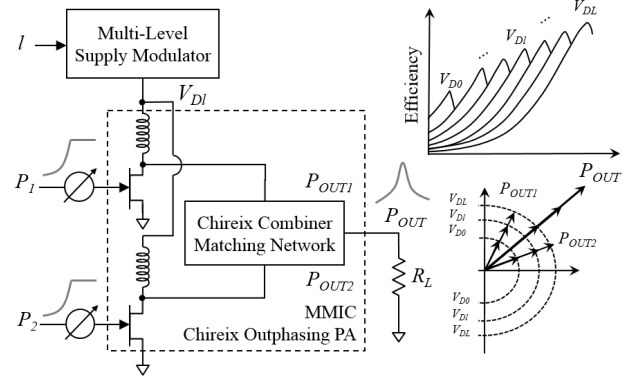 l
Multi-Level
Supply Modulator
V_Dl
P_1
P_2
P_OUT1
Chireix Combiner
Matching Network
P_OUT2
MMIC
Chireix Outphasing PA
P_OUT
R_L
Efficiency
V_D0
...
V_Dl
...
V_DL
V_DL
V_Dl
V_D0
P_OUT1
P_OUT
P_OUT2
V_D0
V_Dl
V_DL